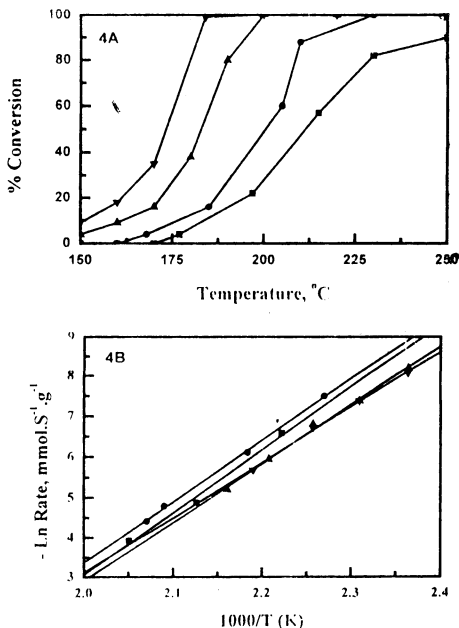 4A
100
80
60
40
20
0
% Conversion
150 175 200 225
Temperature, °C
4B
9
8
7
6
5
4
3
- Ln Rate, mmol.S⁻¹.g⁻¹
2.0 2.1 2.2 2.3 2.4
1000/T (K)